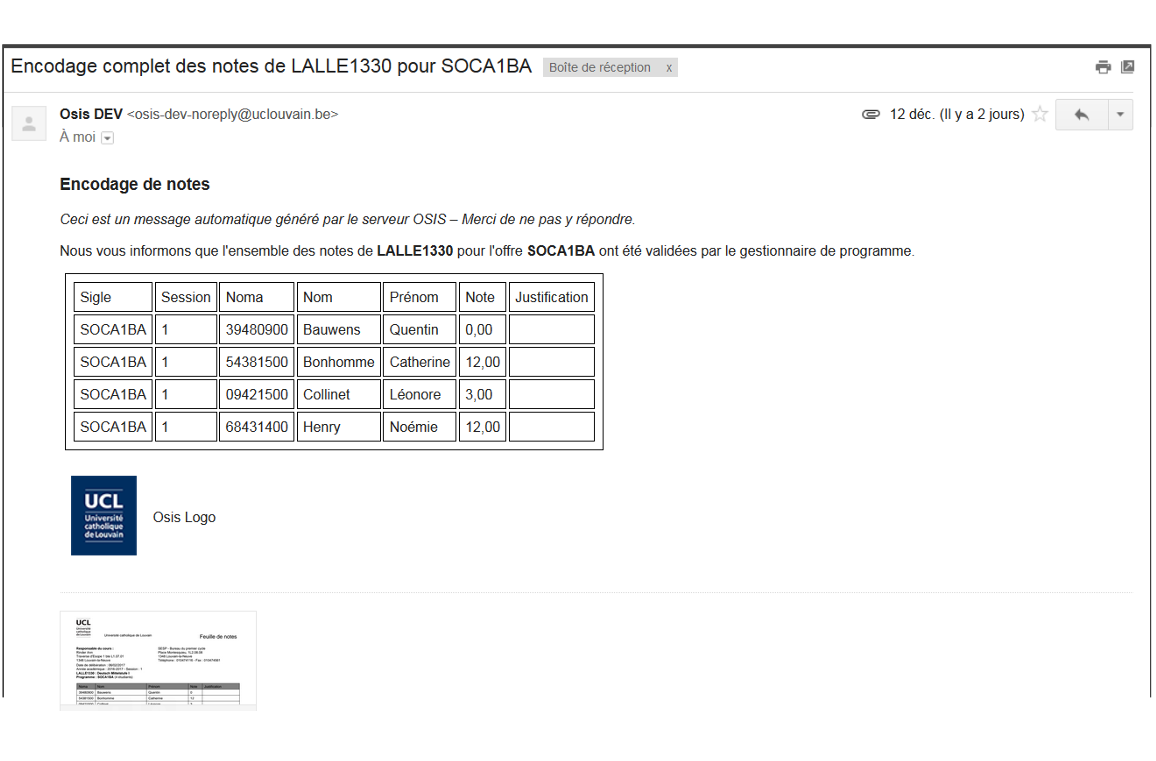 Encodage complet des notes de LALLE1330 pour SOCA1BA Boîte de réception x
Osis DEV <osis-dev-noreply@uclouvain.be> 12 déc. (Il y a 2 jours)
À moi
Encodage de notes
Ceci est un message automatique généré par le serveur OSIS – Merci de ne pas y répondre.
Nous vous informons que l'ensemble des notes de LALLE1330 pour l'offre SOCA1BA ont été validées par le gestionnaire de programme.
Sigle Session Noma Nom Prénom Note Justification
SOCA1BA 1 39480900 Bauwens Quentin 0,00
SOCA1BA 1 54381500 Bonhomme Catherine 12,00
SOCA1BA 1 09421500 Collinet Léonore 3,00
SOCA1BA 1 68431400 Henry Noémie 12,00
UCL
Université
catholique
de Louvain
Osis Logo
UCL
Université catholique de Louvain Feuille de notes
Responsable du cours :